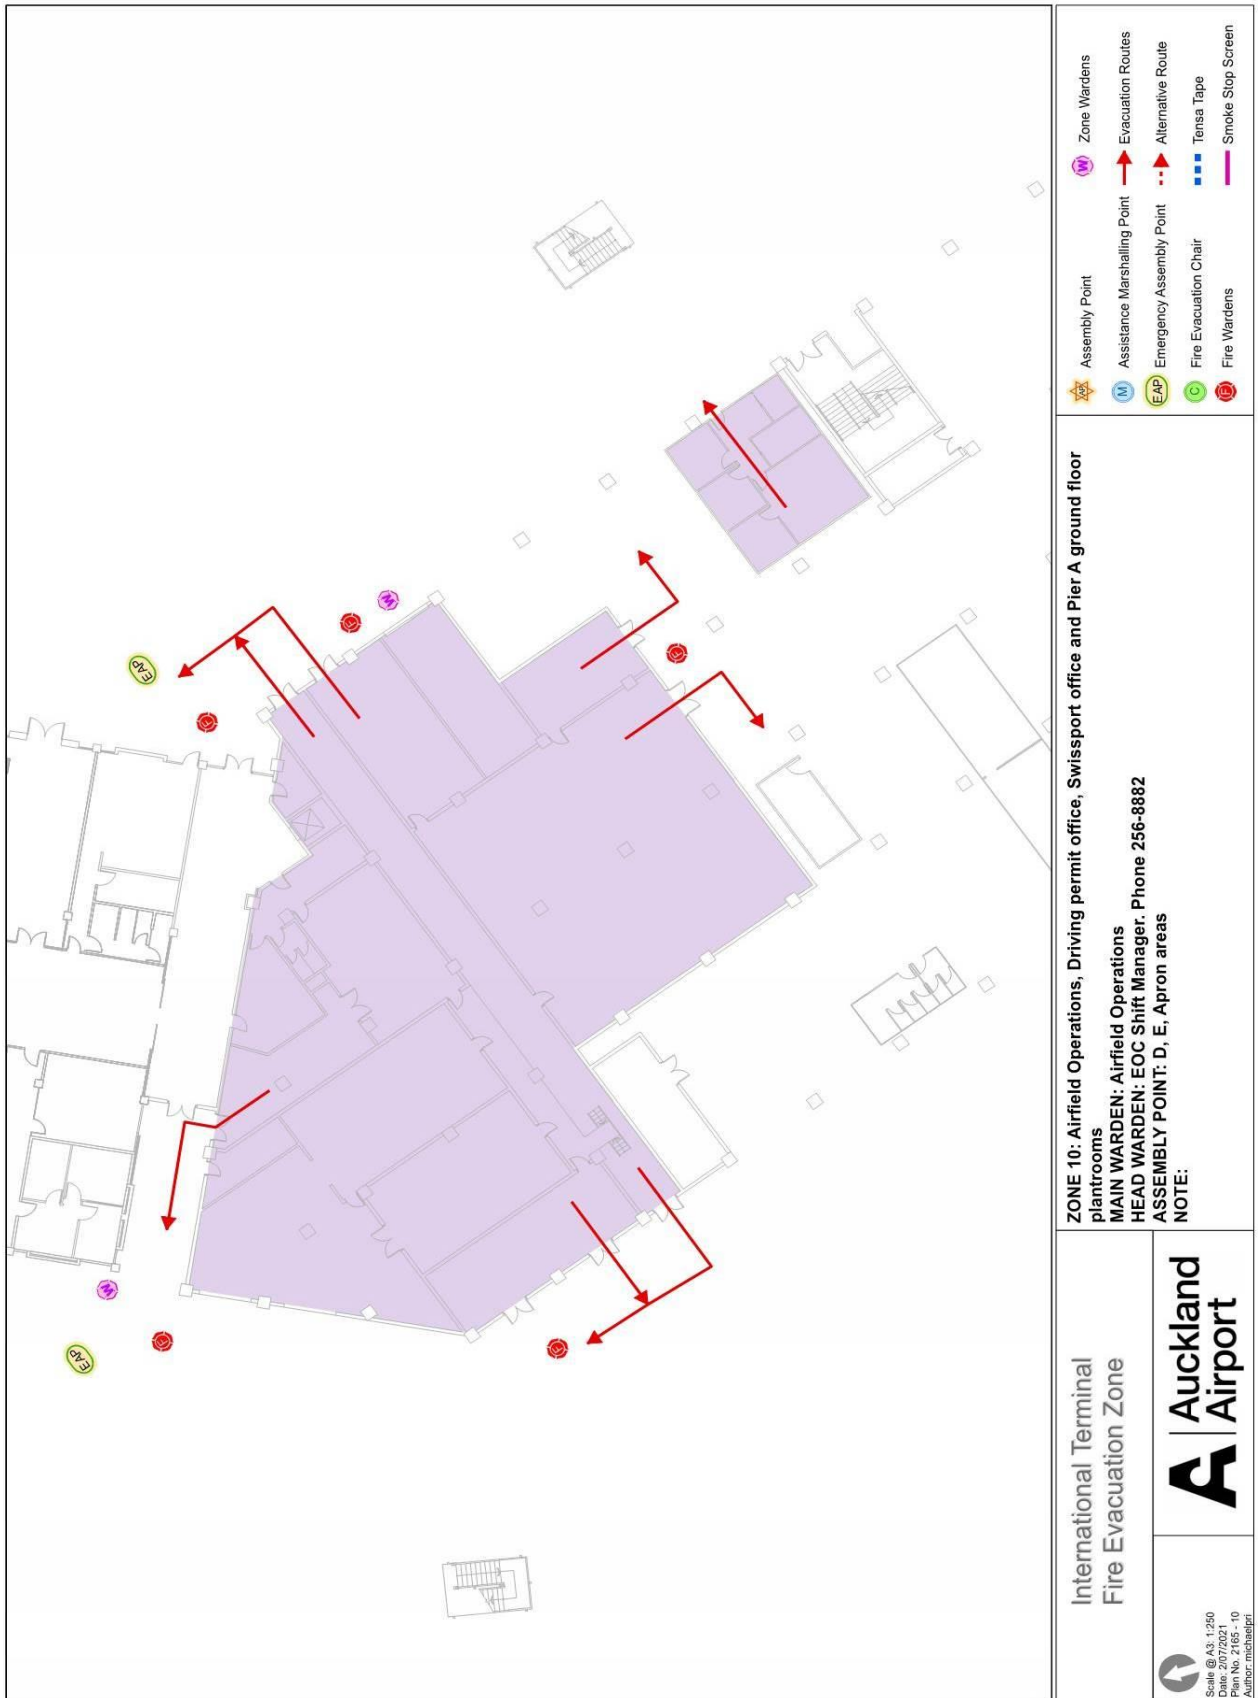 EAP
W
F
F
EAP
W
F
F
F
International Terminal
Fire Evacuation Zone
Scale @ A3: 1:250
Date: 2/07/2021
Plan No. 2165 - 10
Author: michaelpri
A | Auckland
Airport
ZONE 10: Airfield Operations, Driving permit office, Swissport office and Pier A ground floor
plantrooms
MAIN WARDEN: Airfield Operations
HEAD WARDEN: EOC Shift Manager. Phone 256-8882
ASSEMBLY POINT: D, E, Apron areas
NOTE:
AP Assembly Point
M Assistance Marshalling Point
EAP Emergency Assembly Point
C Fire Evacuation Chair
F Fire Wardens
W Zone Wardens
Evacuation Routes
Alternative Route
Tensa Tape
Smoke Stop Screen